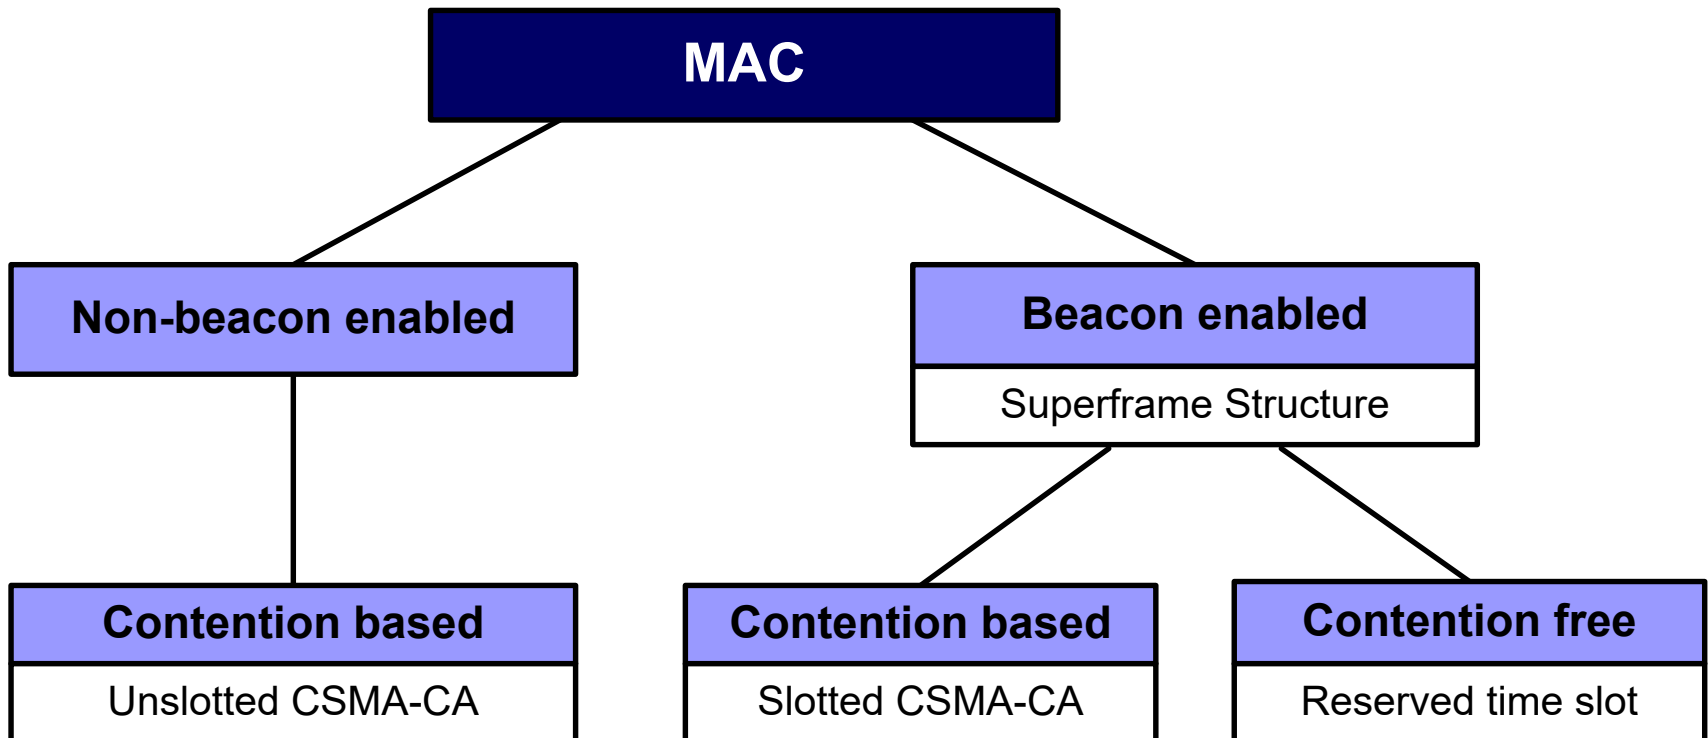 MAC
Non-beacon enabled
Beacon enabled
Superframe Structure
Contention based
Unslotted CSMA-CA
Contention based
Slotted CSMA-CA
Contention free
Reserved time slot